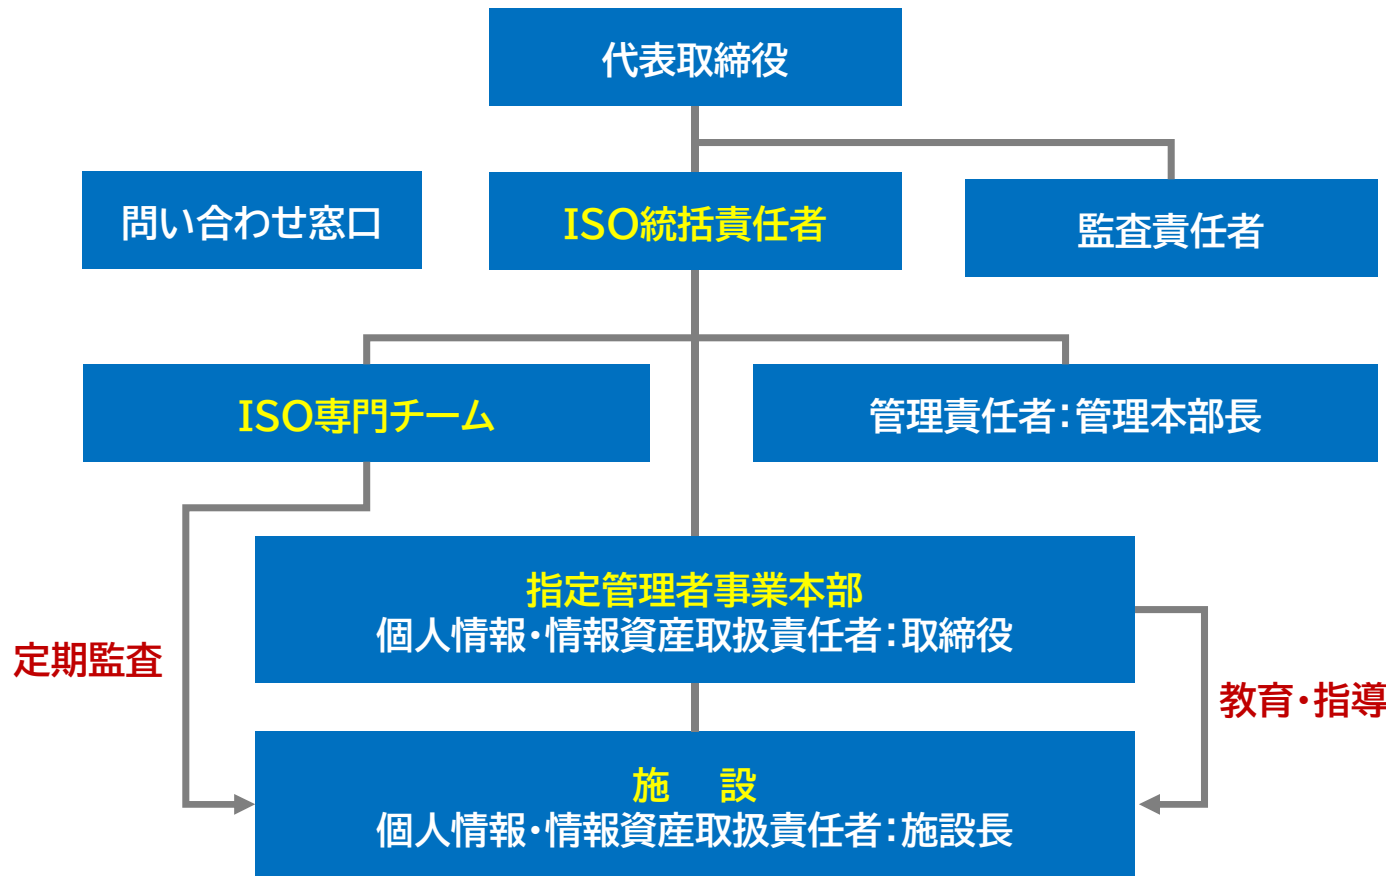 代表取締役
問い合わせ窓口
ISO統括責任者
監査責任者
ISO専門チーム
管理責任者：管理本部長
指定管理者事業本部
個人情報・情報資産取扱責任者：取締役
定期監査
教育・指導
施　設
個人情報・情報資産取扱責任者：施設長